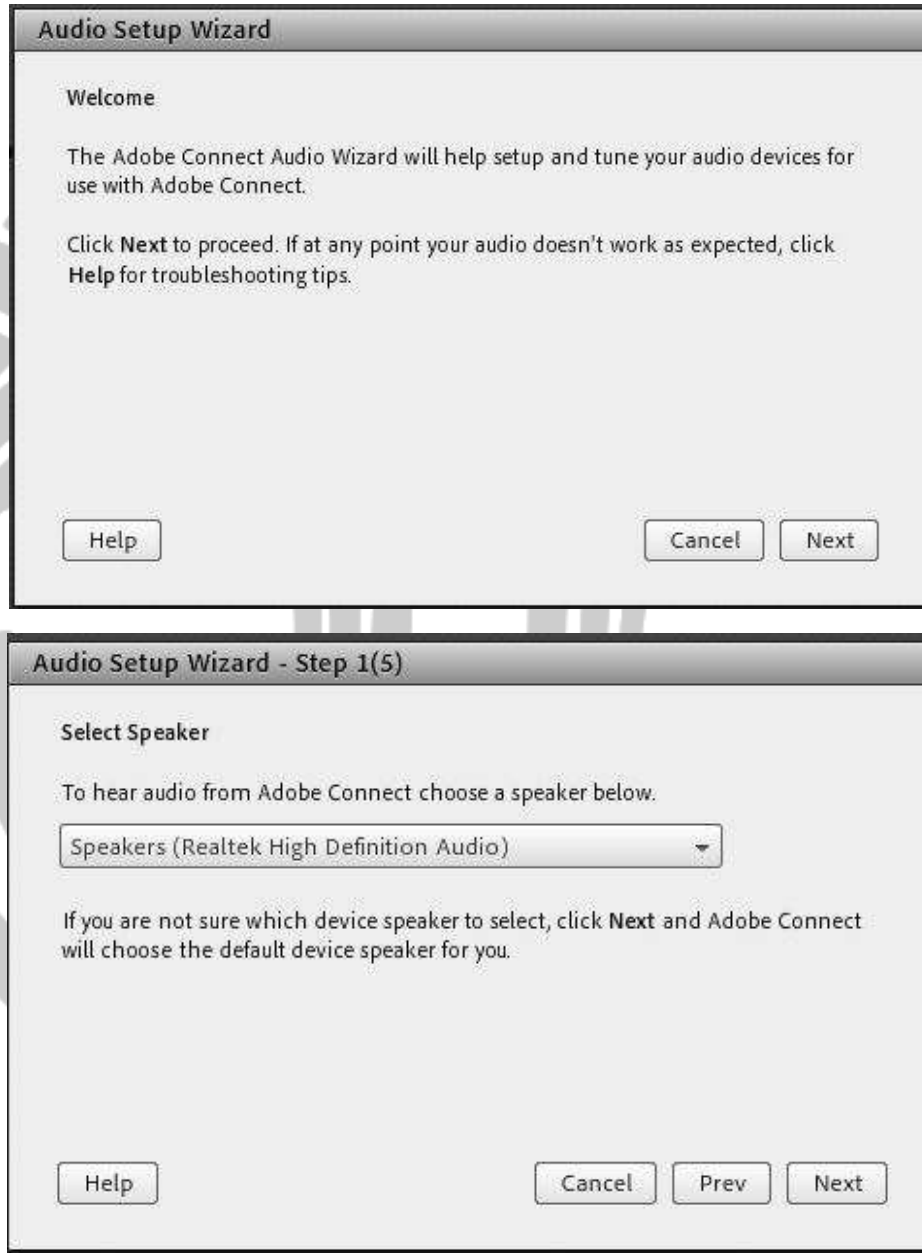 Audio Setup Wizard
Welcome
The Adobe Connect Audio Wizard will help setup and tune your audio devices for
use with Adobe Connect.
Click Next to proceed. If at any point your audio doesn't work as expected, click
Help for troubleshooting tips.
Help Cancel Next
Audio Setup Wizard - Step 1(5)
Select Speaker
To hear audio from Adobe Connect choose a speaker below.
Speakers (Realtek High Definition Audio)
If you are not sure which device speaker to select, click Next and Adobe Connect
will choose the default device speaker for you.
Help Cancel Prev Next